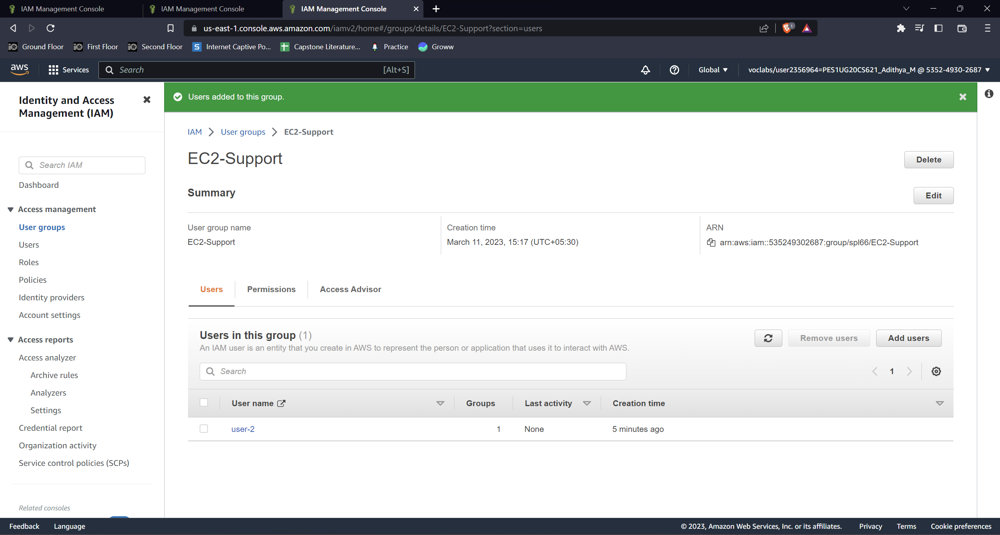 IAM Management Console
IAM Management Console
IAM Management Console
us-east-1.console.aws.amazon.com/iamv2/home#/groups/details/EC2-Support?section=users
1
Ground Floor
First Floor
Second Floor
Internet Captive Po...
Capstone Literature...
Practice
Groww
aws
Services
Search
[Alt+S]
Global
voclabs/user2356964=PES1UG20CS621_Adithya_M @ 5352-4930-2687
Identity and Access
Management (IAM)
Search IAM
Dashboard
Access management
User groups
Users
Roles
Policies
Identity providers
Account settings
Access reports
Access analyzer
Archive rules
Analyzers
Settings
Credential report
Organization activity
Service control policies (SCPs)
Related consoles
Users added to this group.
IAM
User groups
EC2-Support
EC2-Support
Delete
Summary
Edit
User group name
EC2-Support
Creation time
March 11, 2023, 15:17 (UTC+05:30)
ARN
arn:aws:iam::535249302687:group/spl66/EC2-Support
Users
Permissions
Access Advisor
Users in this group (1)
An IAM user is an entity that you create in AWS to represent the person or application that uses it to interact with AWS.
Remove users
Add users
Search
1
User name
Groups
Last activity
Creation time
user-2
1
None
5 minutes ago
Feedback
Language
© 2023, Amazon Web Services, Inc. or its affiliates.
Privacy
Terms
Cookie preferences